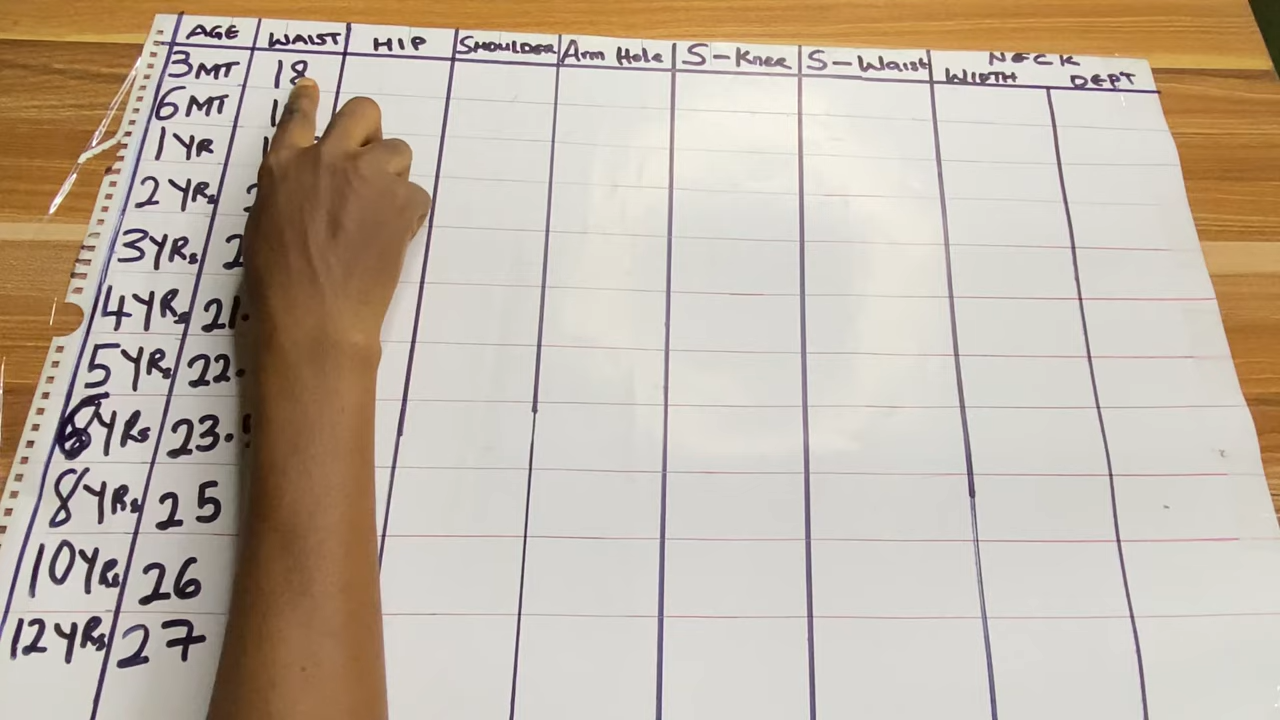 AGE WAIST HIP SHOULDER Arm Hole S-Knee S-Waist NECK
WIDTH DEPT
3MT 18
6MT
1YR
2YRs
3YRs
4YRs 21.
5YRs 22.
6YRs 23.
8YRs 25
10YRs 26
12YRs 27